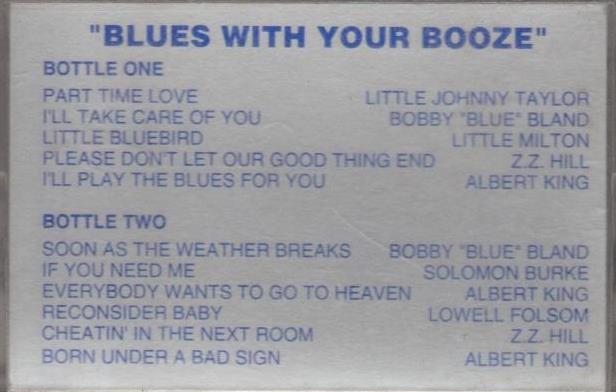 "BLUES WITH YOUR BOOZE"
BOTTLE ONE
PART TIME LOVE LITTLE JOHNNY TAYLOR
I'LL TAKE CARE OF YOU BOBBY "BLUE" BLAND
LITTLE BLUEBIRD LITTLE MILTON
PLEASE DON'T LET OUR GOOD THING END Z.Z. HILL
I'LL PLAY THE BLUES FOR YOU ALBERT KING
BOTTLE TWO
SOON AS THE WEATHER BREAKS BOBBY "BLUE" BLAND
IF YOU NEED ME SOLOMON BURKE
EVERYBODY WANTS TO GO TO HEAVEN ALBERT KING
RECONSIDER BABY LOWELL FOLSOM
CHEATIN' IN THE NEXT ROOM Z.Z. HILL
BORN UNDER A BAD SIGN ALBERT KING